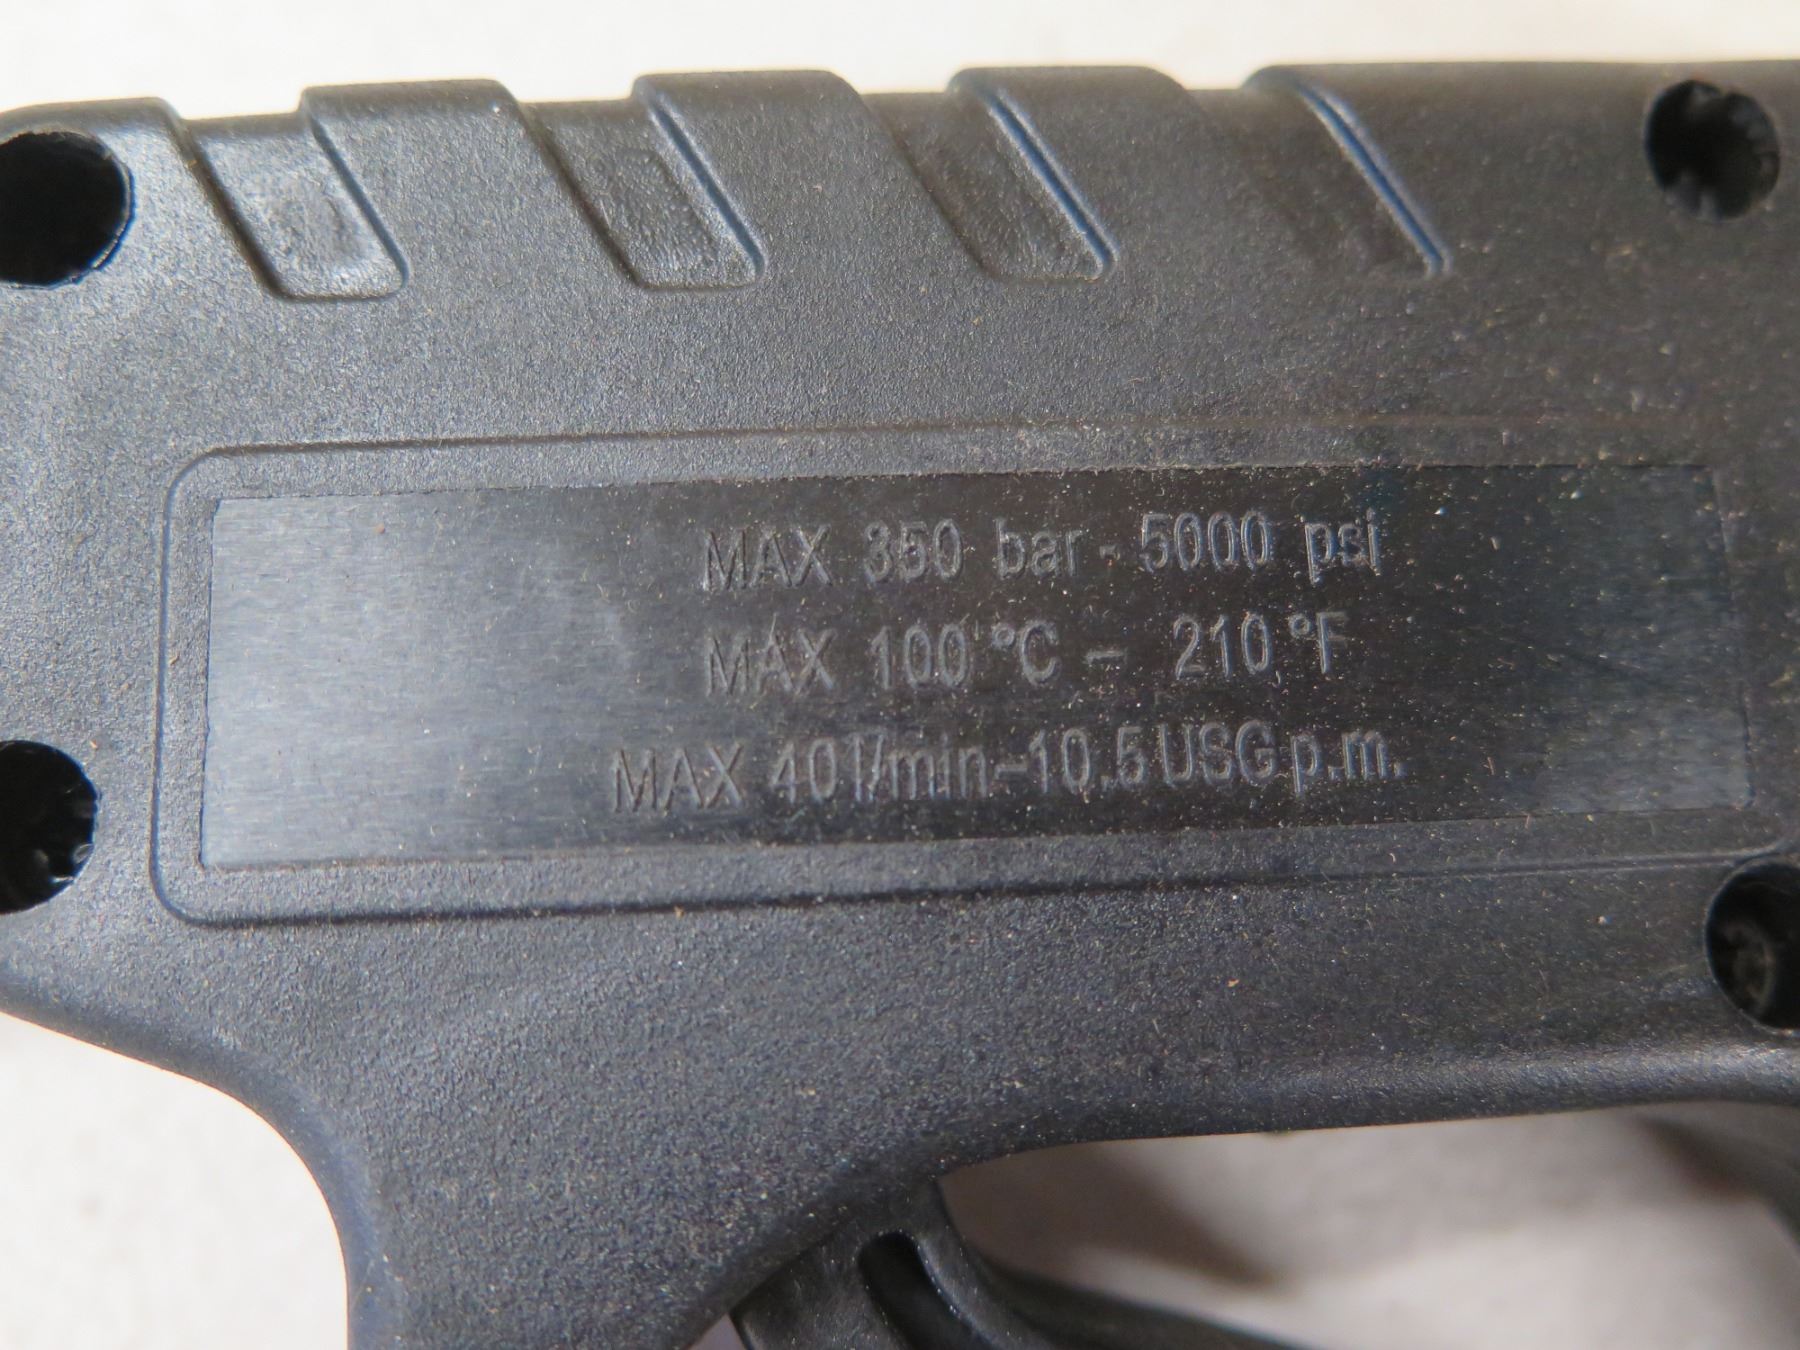 MAX 350 bar - 5000 psi
MAX 100 °C - 210 °F
MAX 40 l/min-10.5 USG p.m.